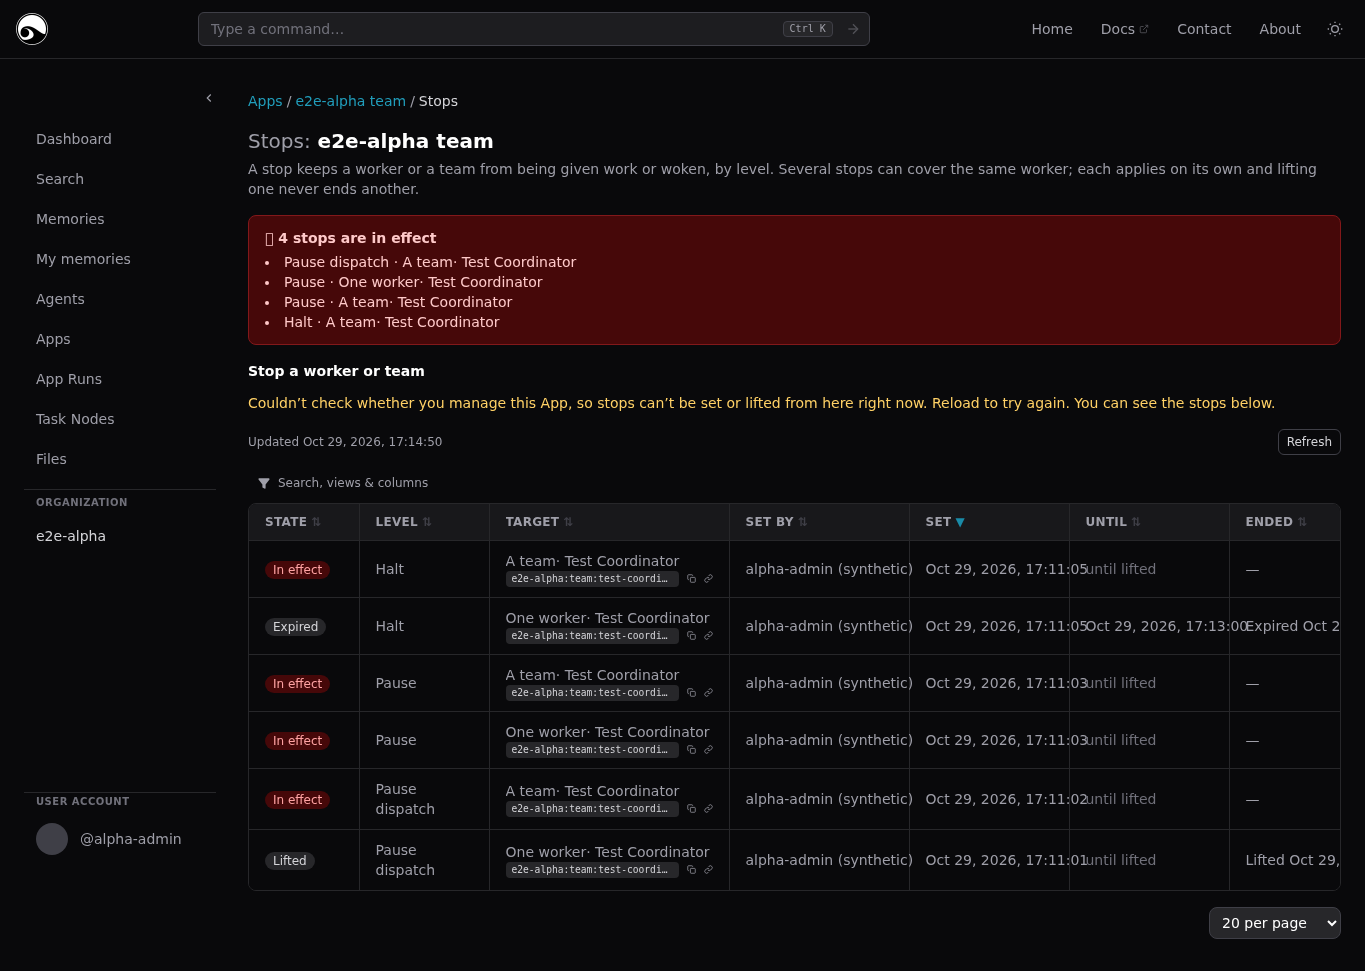 Type a command...
Ctrl K
Home
Docs
Contact
About
Apps / e2e-alpha team / Stops
Dashboard
Search
Memories
My memories
Agents
Apps
App Runs
Task Nodes
Files
ORGANIZATION
e2e-alpha
USER ACCOUNT
@alpha-admin
Stops: e2e-alpha team
A stop keeps a worker or a team from being given work or woken, by level. Several stops can cover the same worker; each applies on its own and lifting
one never ends another.
4 stops are in effect
• Pause dispatch · A team· Test Coordinator
• Pause · One worker· Test Coordinator
• Pause · A team· Test Coordinator
• Halt · A team· Test Coordinator
Stop a worker or team
Couldn’t check whether you manage this App, so stops can’t be set or lifted from here right now. Reload to try again. You can see the stops below.
Updated Oct 29, 2026, 17:14:50
Refresh
Search, views & columns
STATE LEVEL TARGET SET BY SET UNTIL ENDED
In effect Halt A team· Test Coordinator alpha-admin (synthetic) Oct 29, 2026, 17:11:05 until lifted —
e2e-alpha:team:test-coordi…
Expired Halt One worker· Test Coordinator alpha-admin (synthetic) Oct 29, 2026, 17:11:05 Oct 29, 2026, 17:13:00 Expired Oct 2
e2e-alpha:team:test-coordi…
In effect Pause A team· Test Coordinator alpha-admin (synthetic) Oct 29, 2026, 17:11:03 until lifted —
e2e-alpha:team:test-coordi…
In effect Pause One worker· Test Coordinator alpha-admin (synthetic) Oct 29, 2026, 17:11:03 until lifted —
e2e-alpha:team:test-coordi…
In effect Pause dispatch A team· Test Coordinator alpha-admin (synthetic) Oct 29, 2026, 17:11:02 until lifted —
e2e-alpha:team:test-coordi…
Lifted Pause dispatch One worker· Test Coordinator alpha-admin (synthetic) Oct 29, 2026, 17:11:01 until lifted Lifted Oct 29,
e2e-alpha:team:test-coordi…
20 per page